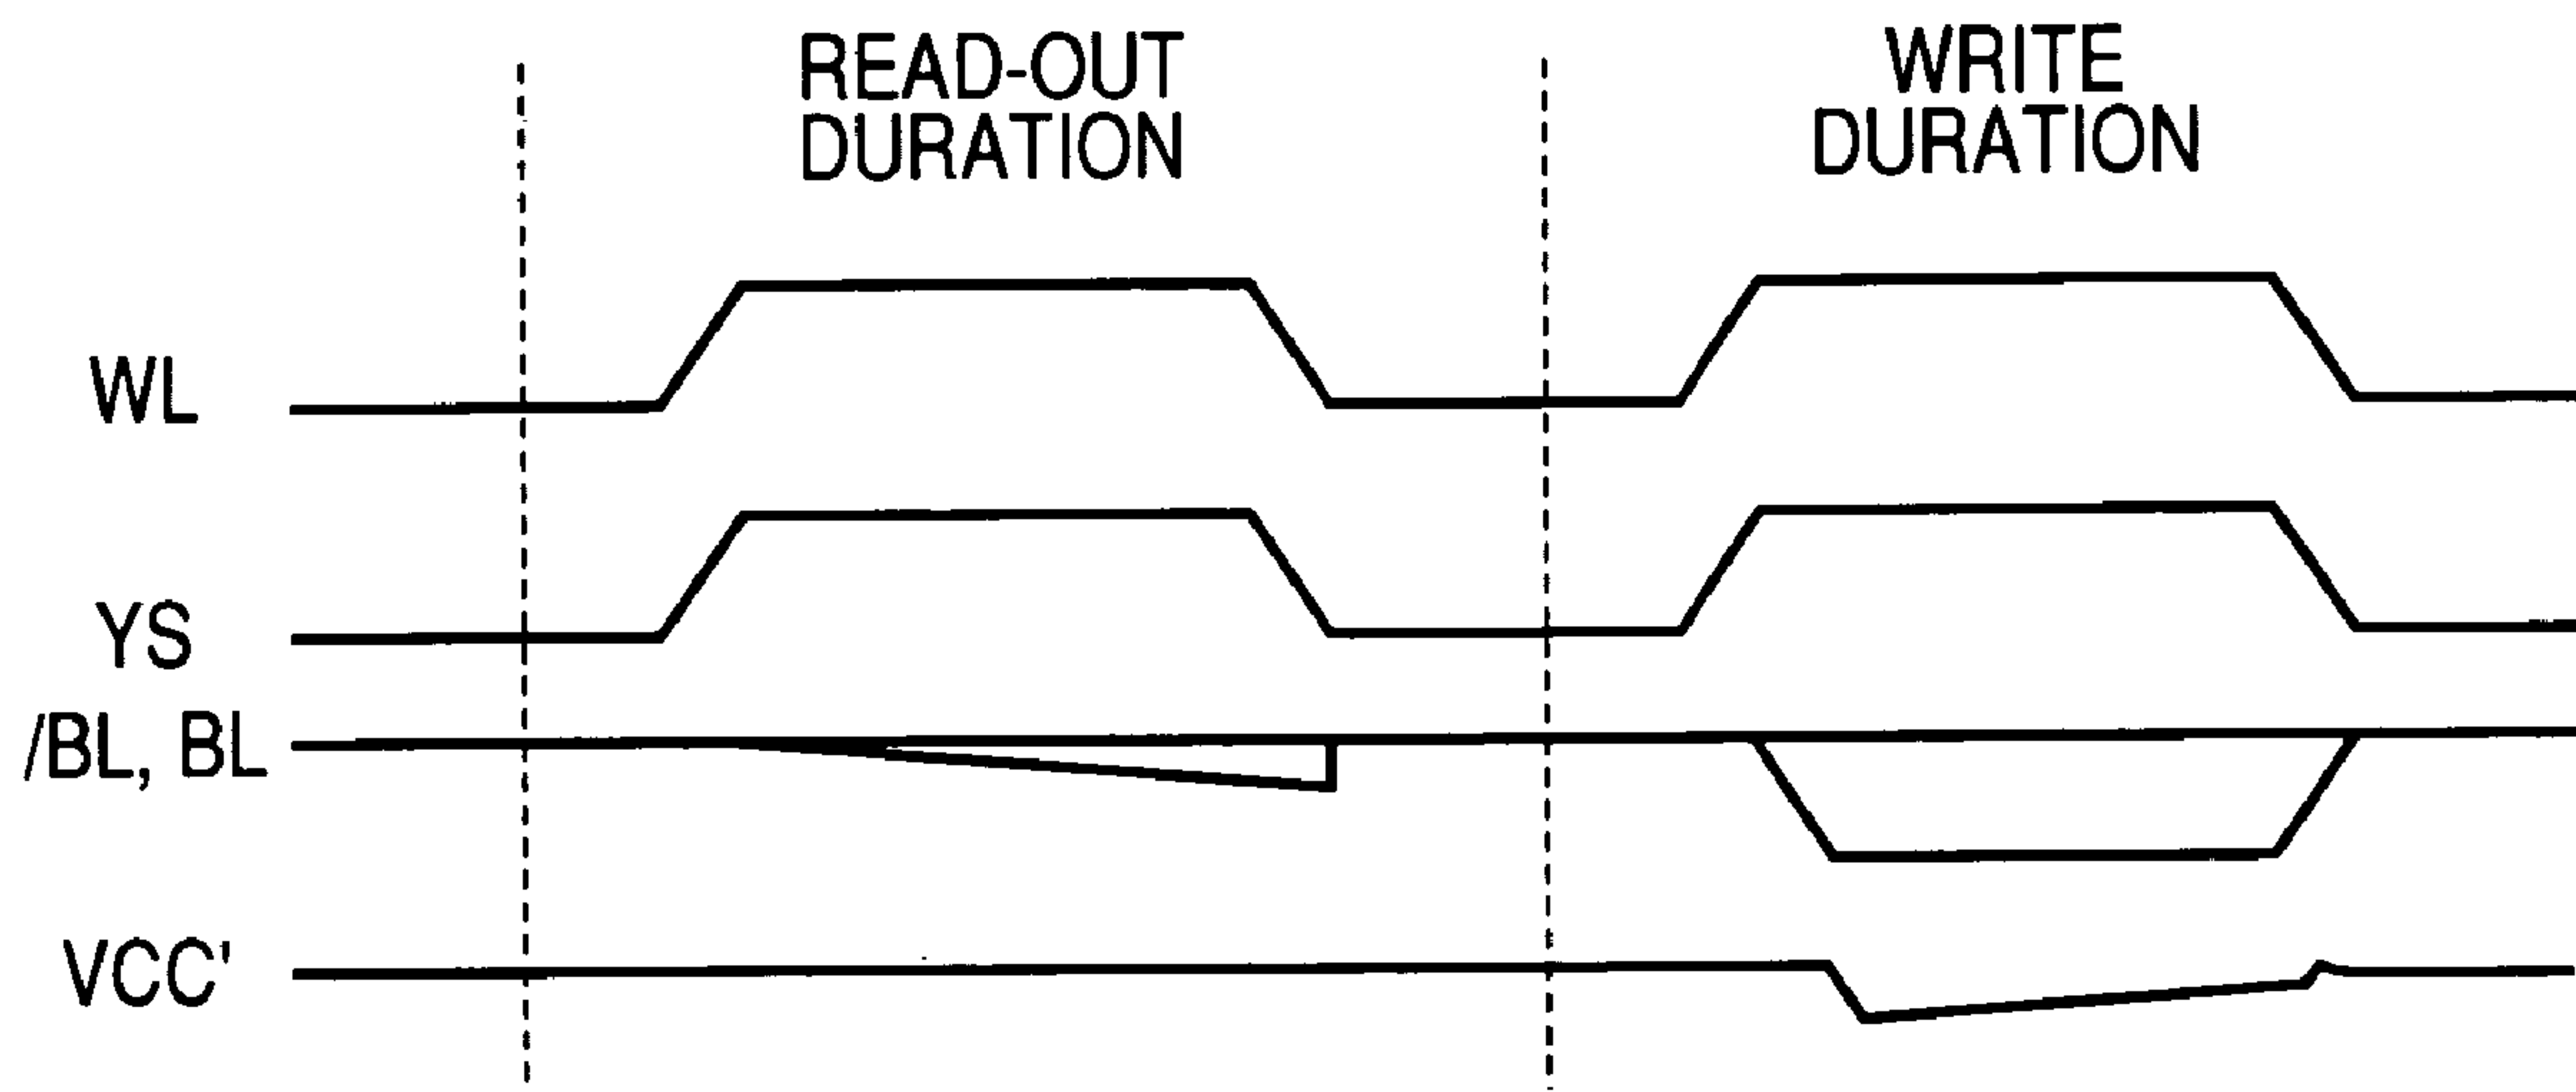 READ-OUT
DURATION
WRITE
DURATION
WL
YS
/BL, BL
VCC'